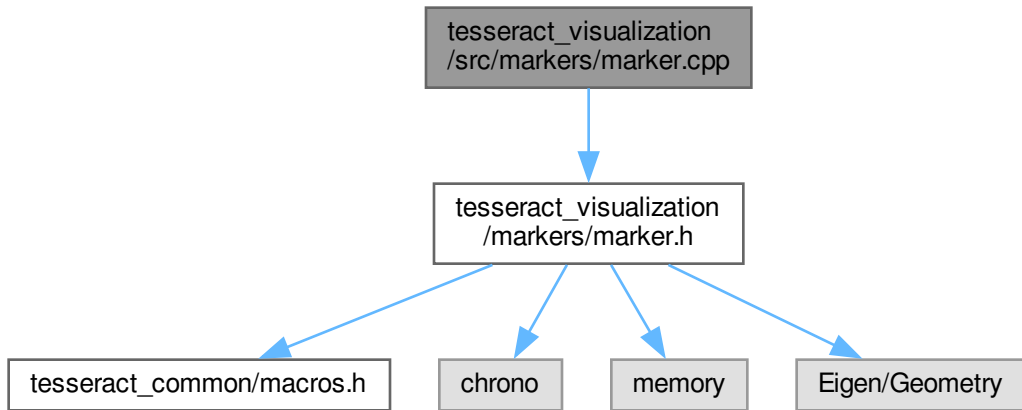 tesseract_visualization
/src/markers/marker.cpp
tesseract_visualization
/markers/marker.h
tesseract_common/macros.h
chrono
memory
Eigen/Geometry